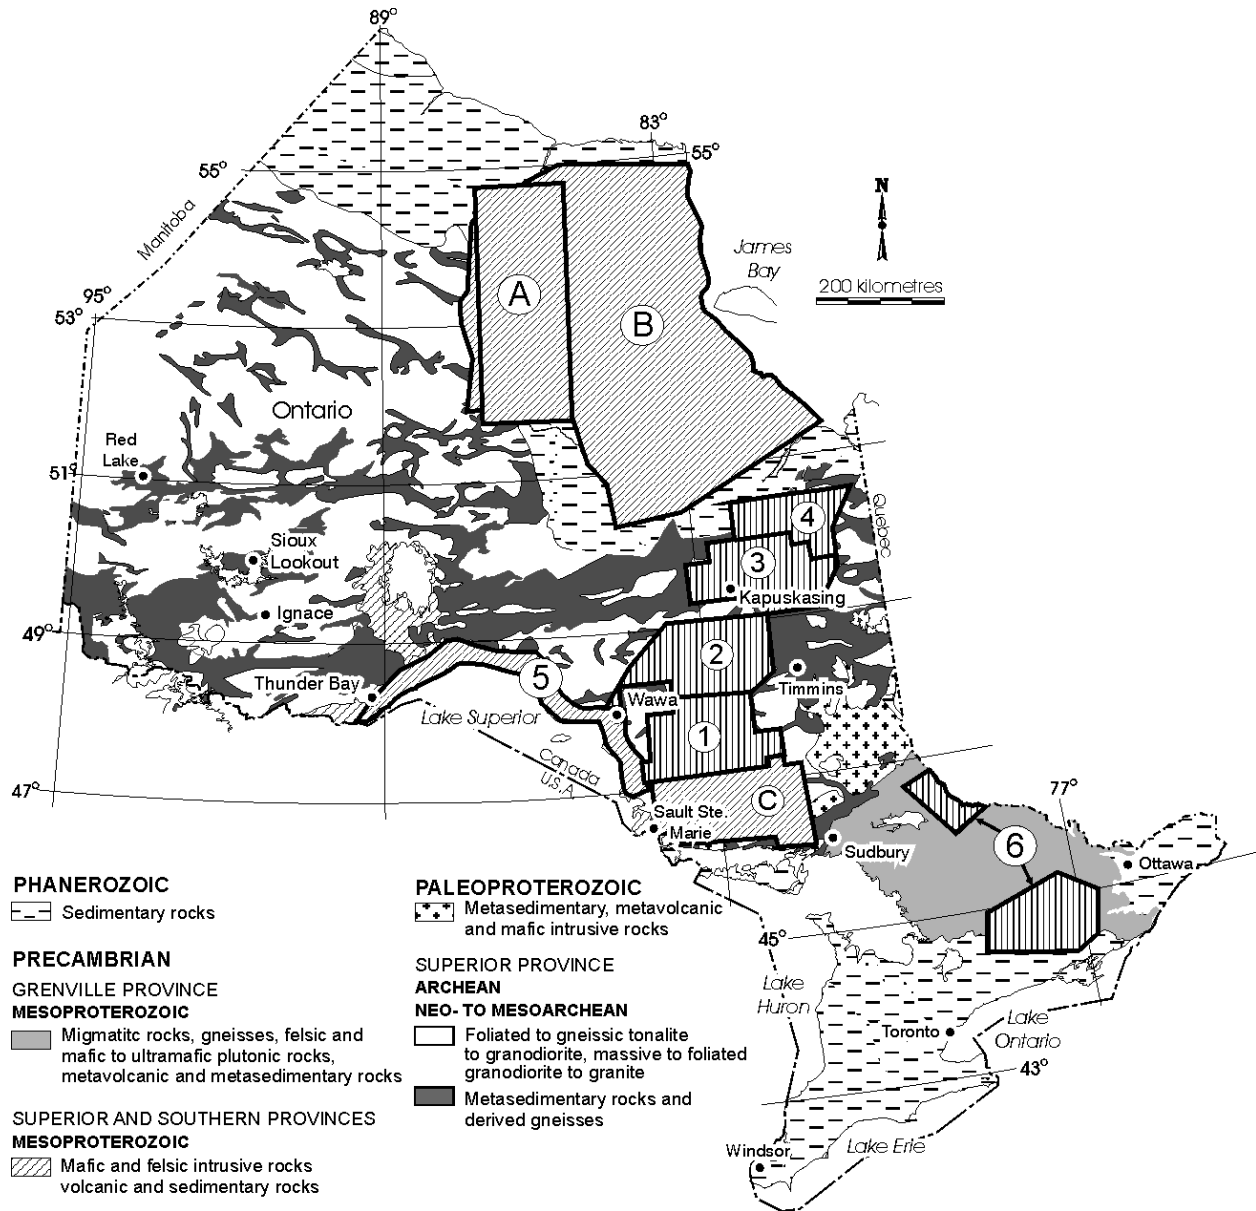 89°
83°
55°
55°
N
Manitoba
James
Bay
200 kilometres
A
95°
53°
B
Ontario
Red
Lake
51°
Quebec
4
Sioux
Lookout
3
Kapuskasing
Ignace
49°
2
5
Thunder Bay
Timmins
Wawa
Lake Superior
1
Canada
U.S.A.
47°
C
77°
Sault Ste.
Marie
Sudbury
6
Ottawa
45°
Lake
Huron
Toronto
Lake
Ontario
43°
Windsor
Lake Erie
PHANEROZOIC
Sedimentary rocks
PRECAMBRIAN
GRENVILLE PROVINCE
MESOPROTEROZOIC
Migmatitc rocks, gneisses, felsic and
mafic to ultramafic plutonic rocks,
metavolcanic and metasedimentary rocks
SUPERIOR AND SOUTHERN PROVINCES
MESOPROTEROZOIC
Mafic and felsic intrusive rocks
volcanic and sedimentary rocks
PALEOPROTEROZOIC
Metasedimentary, metavolcanic
and mafic intrusive rocks
SUPERIOR PROVINCE
ARCHEAN
NEO- TO MESOARCHEAN
Foliated to gneissic tonalite
to granodiorite, massive to foliated
granodiorite to granite
Metasedimentary rocks and
derived gneisses